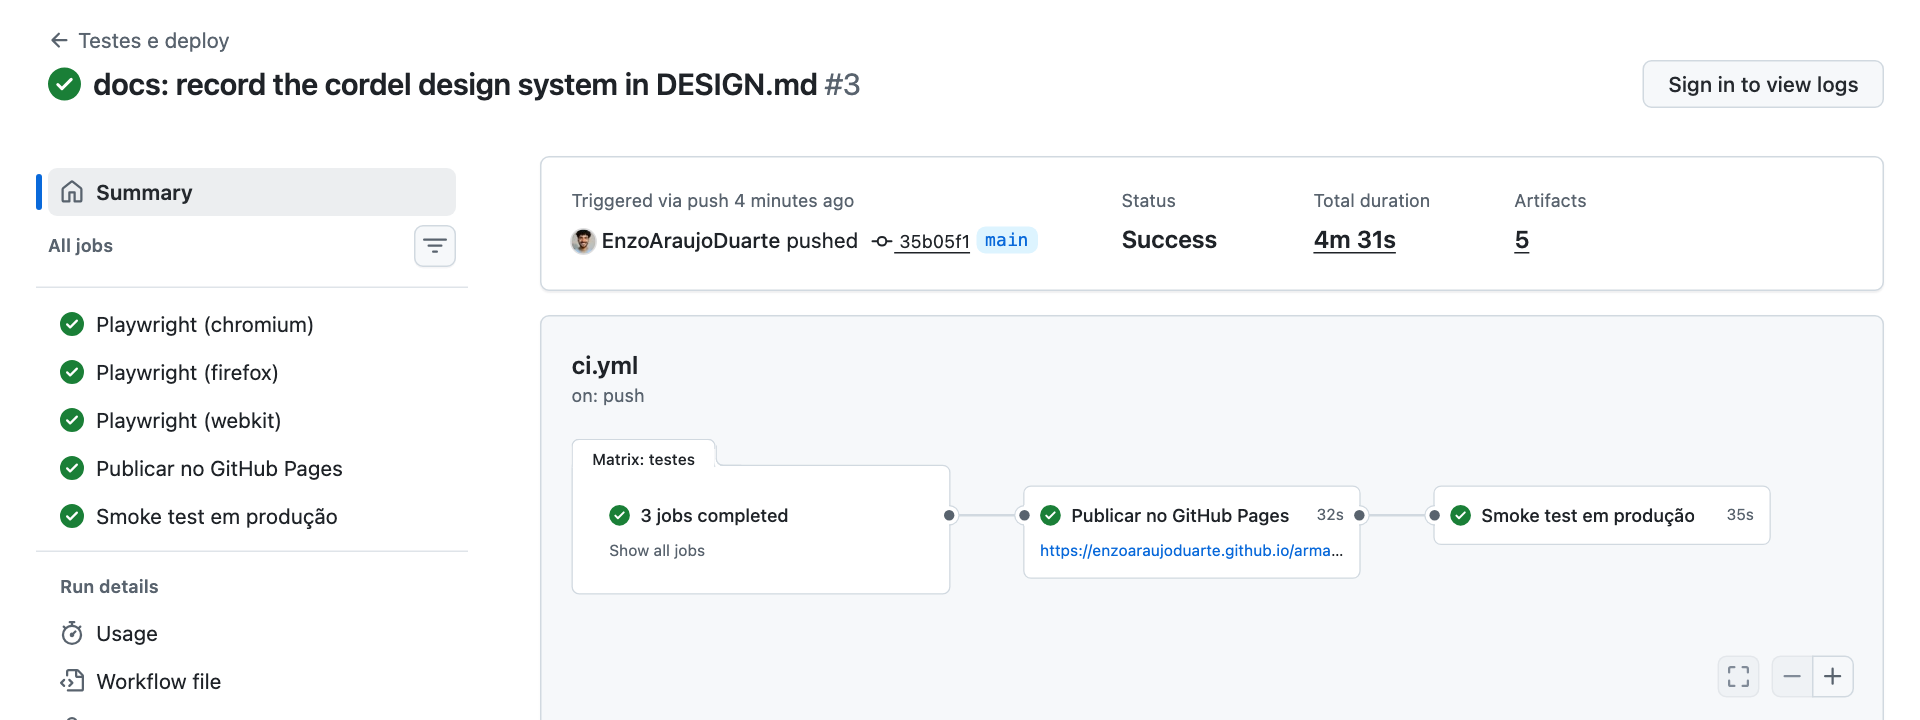 Testes e deploy
docs: record the cordel design system in DESIGN.md #3
Sign in to view logs
Summary
All jobs
Playwright (chromium)
Playwright (firefox)
Playwright (webkit)
Publicar no GitHub Pages
Smoke test em produção
Run details
Usage
Workflow file
Triggered via push 4 minutes ago
EnzoAraujoDuarte pushed 35b05f1 main
Status
Success
Total duration
4m 31s
Artifacts
5
ci.yml
on: push
Matrix: testes
3 jobs completed
Show all jobs
Publicar no GitHub Pages 32s
https://enzoaraujoduarte.github.io/arma...
Smoke test em produção 35s